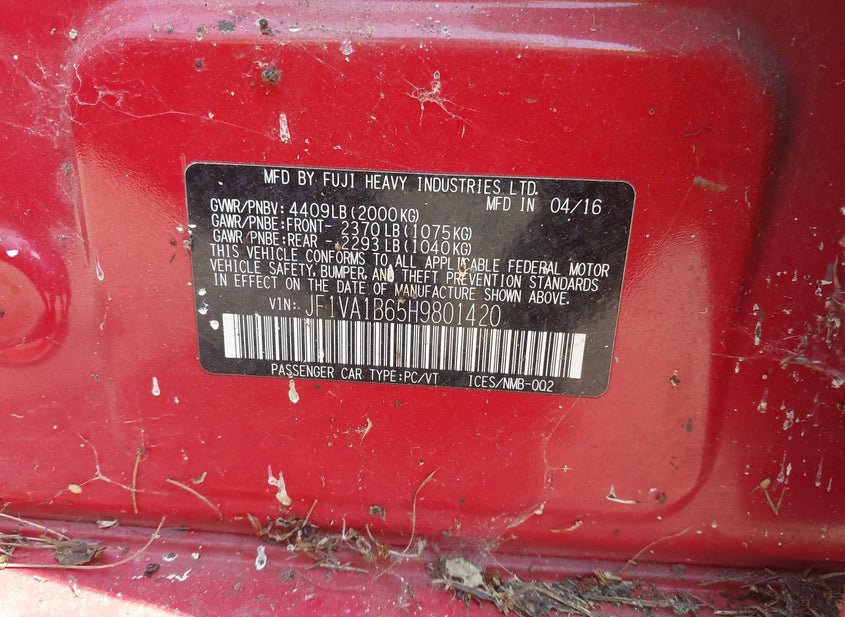 MFD BY FUJI HEAVY INDUSTRIES LTD.
MFD IN 04/16
GVWR/PNBV: 4409LB(2000KG)
GAWR/PNBE:FRONT- 2370LB(1075KG)
GAWR/PNBE:REAR -2293LB(1040KG)
THIS VEHICLE CONFORMS TO ALL APPLICABLE FEDERAL MOTOR
VEHICLE SAFETY, BUMPER, AND THEFT PREVENTION STANDARDS
IN EFFECT ON THE DATE OF MANUFACTURE SHOWN ABOVE.
VIN: JF1VA1B65H9801420
PASSENGER CAR TYPE:PC/VT ICES/NMB-002